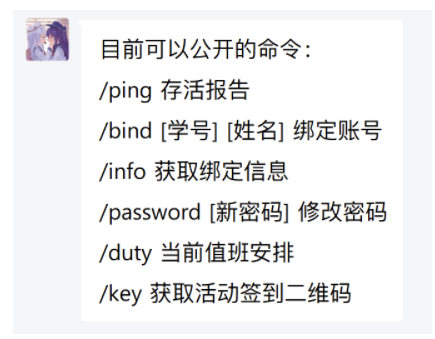 目前可以公开的命令：
/ping 存活报告
/bind [学号] [姓名] 绑定账号
/info 获取绑定信息
/password [新密码] 修改密码
/duty 当前值班安排
/key 获取活动签到二维码